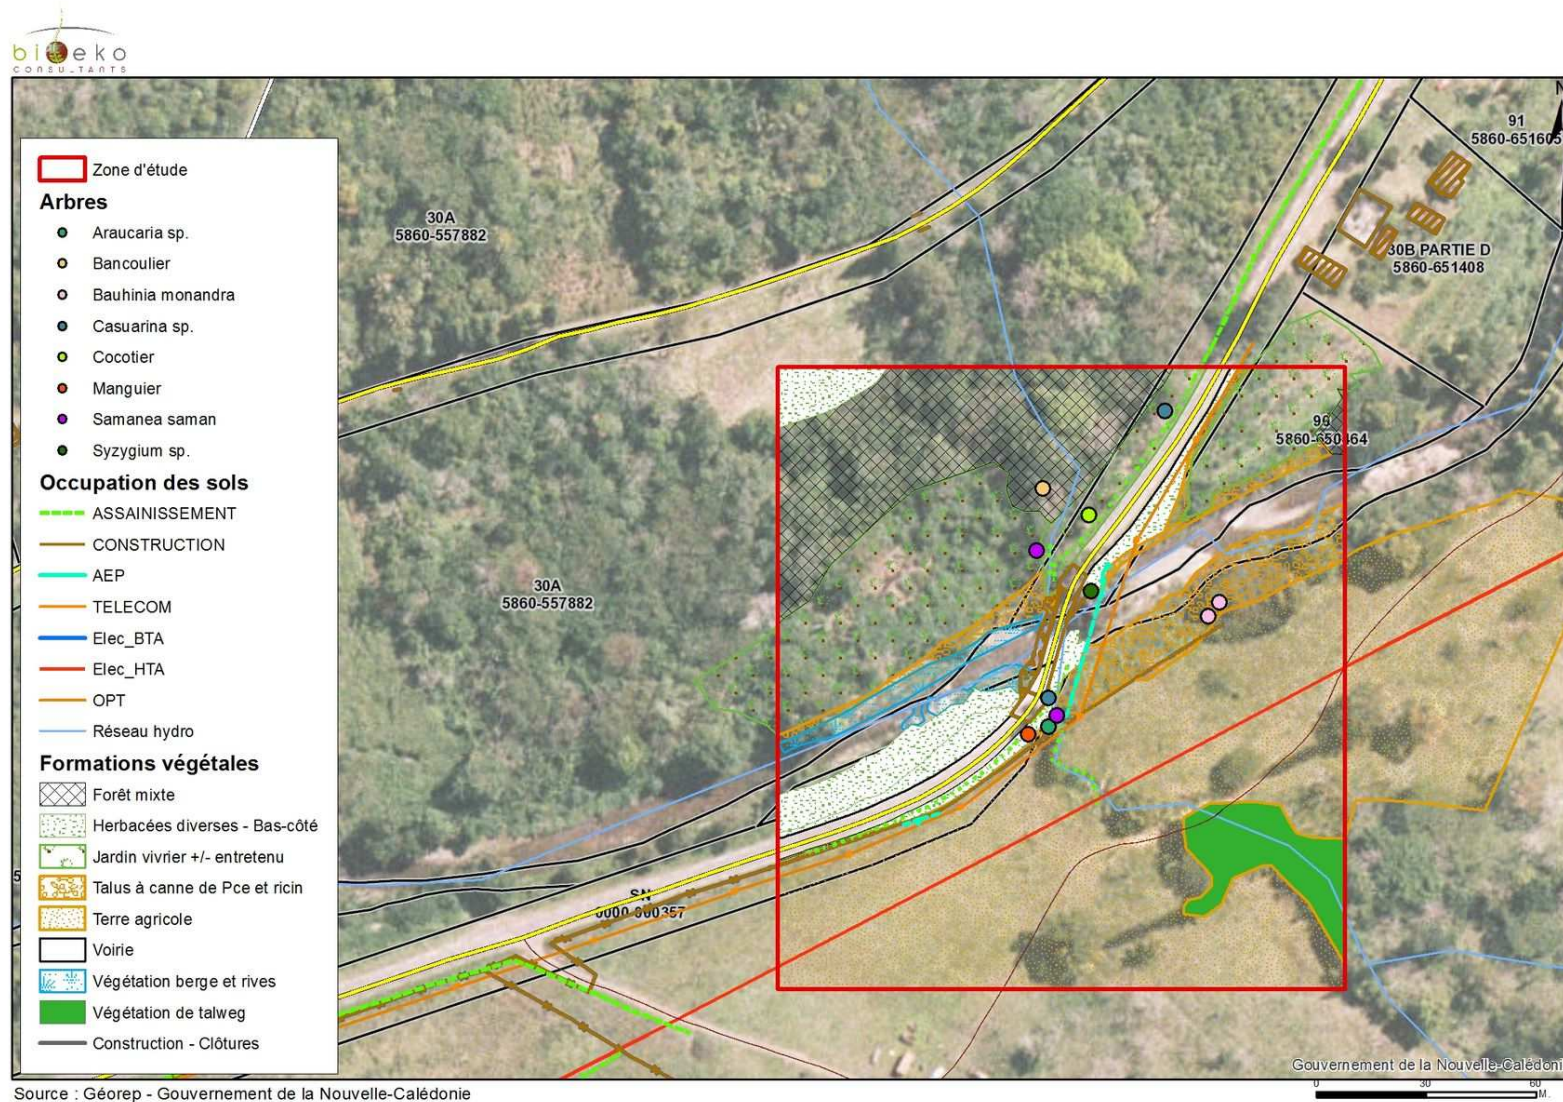 bioeko
CONSULTANTS
N
91
5860-651605
30A
5860-557882
30B PARTIE D
5860-651408
99
5860-650464
30A
5860-557882
5
SN
0000-000357
Zone d'étude
Arbres
Araucaria sp.
Bancoulier
Bauhinia monandra
Casuarina sp.
Cocotier
Manguier
Samanea saman
Syzygium sp.
Occupation des sols
ASSAINISSEMENT
CONSTRUCTION
AEP
TELECOM
Elec_BTA
Elec_HTA
OPT
Réseau hydro
Formations végétales
Forêt mixte
Herbacées diverses - Bas-côté
Jardin vivrier +/- entretenu
Talus à canne de Pce et ricin
Terre agricole
Voirie
Végétation berge et rives
Végétation de talweg
Construction - Clôtures
Gouvernement de la Nouvelle-Calédoni
0 30 60
M.
Source : Géorep - Gouvernement de la Nouvelle-Calédonie